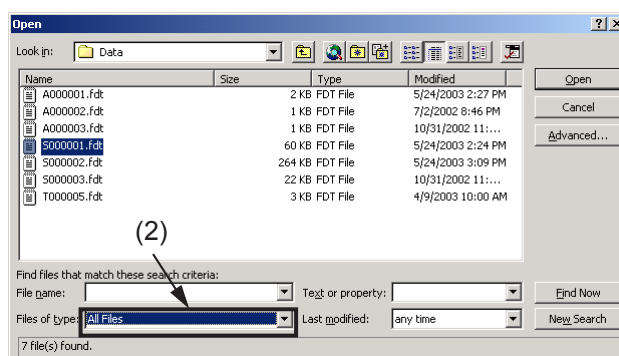 Open
Look in: Data
Name Size Type Modified
A000001.fdt 2 KB FDT File 5/24/2003 2:27 PM
A000002.fdt 1 KB FDT File 7/2/2002 8:46 PM
A000003.fdt 1 KB FDT File 10/31/2002 11:...
S000001.fdt 60 KB FDT File 5/24/2003 2:24 PM
S000002.fdt 264 KB FDT File 5/24/2003 3:09 PM
S000003.fdt 22 KB FDT File 10/31/2002 11:...
T000005.fdt 3 KB FDT File 4/9/2003 10:00 AM
Open
Cancel
Advanced...
(2)
Find files that match these search criteria:
File name: Text or property: Find Now
Files of type: All Files Last modified: any time New Search
7 file(s) found.